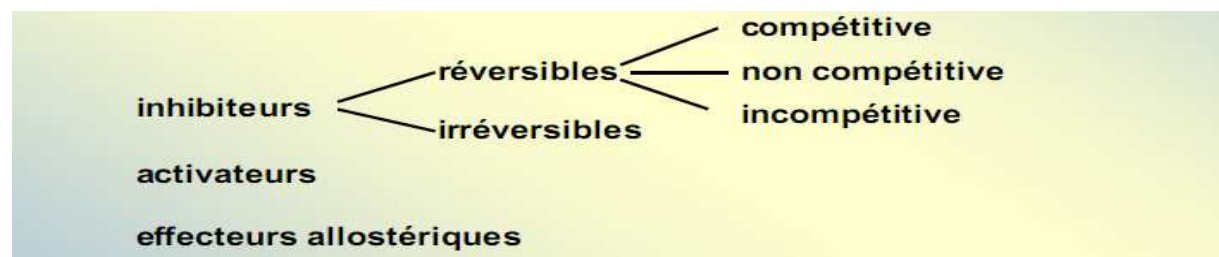 compétitive
réversibles non compétitive
inhibiteurs
incompétitive
irréversibles
activateurs
effecteurs allostériques